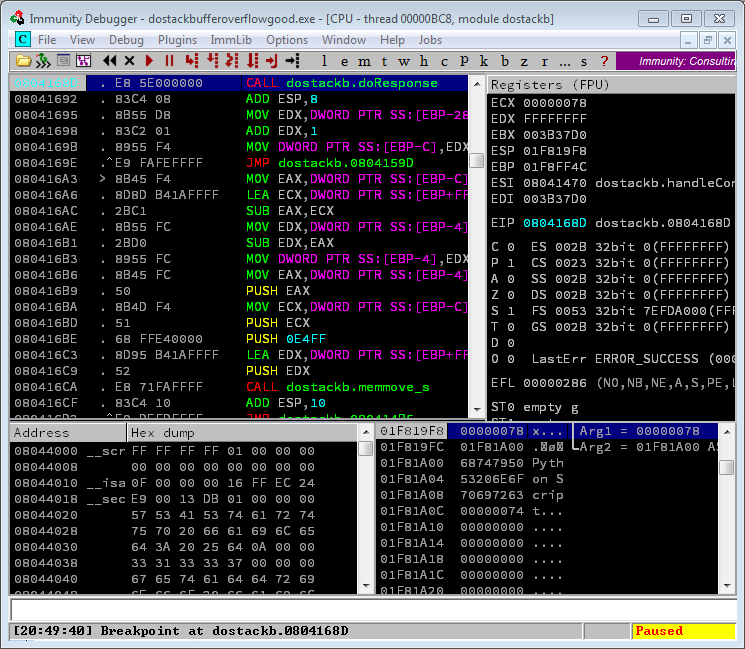 Immunity Debugger - dostackbufferoverflowgood.exe - [CPU - thread 00000BC8, module dostackb]
C File View Debug Plugins ImmLib Options Window Help Jobs
l e m t w h c p k b z r ... s ? Immunity: Consulting
. E8 5E000000 CALL dostackb.doResponse
08041692 . 83C4 08 ADD ESP,8
08041695 . 8B55 D8 MOV EDX,DWORD PTR SS:[EBP-28
08041698 . 83C2 01 ADD EDX,1
0804169B . 8955 F4 MOV DWORD PTR SS:[EBP-C],EDX
0804169E .^E9 FAFEFFFF JMP dostackb.0804159D
080416A3 > 8B45 F4 MOV EAX,DWORD PTR SS:[EBP-C]
080416A6 . 8D8D B41AFFFF LEA ECX,DWORD PTR SS:[EBP+FF
080416AC . 2BC1 SUB EAX,ECX
080416AE . 8B55 FC MOV EDX,DWORD PTR SS:[EBP-4]
080416B1 . 2BD0 SUB EDX,EAX
080416B3 . 8955 FC MOV DWORD PTR SS:[EBP-4],EDX
080416B6 . 8B45 FC MOV EAX,DWORD PTR SS:[EBP-4]
080416B9 . 50 PUSH EAX
080416BA . 8B4D F4 MOV ECX,DWORD PTR SS:[EBP-C]
080416BD . 51 PUSH ECX
080416BE . 68 FFE40000 PUSH 0E4FF
080416C3 . 8D95 B41AFFFF LEA EDX,DWORD PTR SS:[EBP+FF
080416C9 . 52 PUSH EDX
080416CA . E8 71FAFFFF CALL dostackb.memmove_s
080416CF . 83C4 10 ADD ESP,10
Registers (FPU)
ECX 00000078
EDX FFFFFFFF
EBX 003B37D0
ESP 01F819F8
EBP 01F8FF4C
ESI 08041470 dostackb.handleCon
EDI 003B37D0
EIP 0804168D dostackb.0804168D
C 0 ES 002B 32bit 0(FFFFFFFF)
P 1 CS 0023 32bit 0(FFFFFFFF)
A 0 SS 002B 32bit 0(FFFFFFFF)
Z 0 DS 002B 32bit 0(FFFFFFFF)
S 1 FS 0053 32bit 7EFDA000(FFF
T 0 GS 002B 32bit 0(FFFFFFFF)
D 0
O 0 LastErr ERROR_SUCCESS (000
EFL 00000286 (NO,NB,NE,A,S,PE,L
ST0 empty g
Address Hex dump
08044000 __scr FF FF FF FF 01 00 00 00
08044008 00 00 00 00 00 00 00 00
08044010 __isa 0F 00 00 00 16 FF EC 24
08044018 __sec E9 00 13 DB 01 00 00 00
08044020 57 53 41 53 74 61 72 74
08044028 75 70 20 66 61 69 6C 65
08044030 64 3A 20 25 64 0A 00 00
08044038 33 31 33 33 37 00 00 00
08044040 67 65 74 61 64 64 72 69
01F819F8 00000078 x... Arg1 = 00000078
01F819FC 01F81A00 Arg2 = 01F81A00 AS
01F81A00 68747950 Pyth
01F81A04 53206E6F on S
01F81A08 70697263 crip
01F81A0C 00000074 t...
01F81A10 00000000 ....
01F81A14 00000000 ....
01F81A18 00000000 ....
01F81A1C 00000000 ....
01F81A20 00000000 ....
[20:49:40] Breakpoint at dostackb.0804168D
Paused